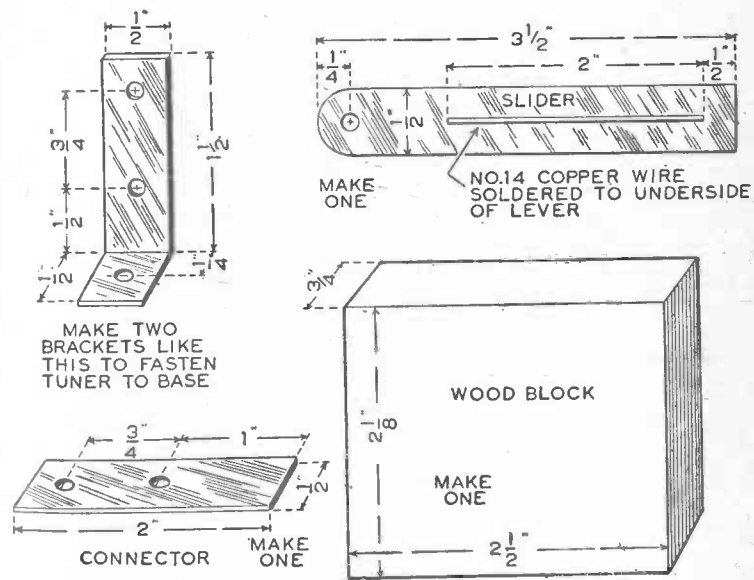 1/2"
3/4"
1/2
1 1/2"
1/2"
1/4"
MAKE TWO
BRACKETS LIKE
THIS TO FASTEN
TUNER TO BASE
3 1/2"
1/4"
2"
1/2"
SLIDER
1/2"
MAKE
ONE
NO.14 COPPER WIRE
SOLDERED TO UNDERSIDE
OF LEVER
3/4"
2 1/8"
WOOD BLOCK
MAKE
ONE
2 1/2"
3/4"
1"
1/2"
2"
CONNECTOR
MAKE
ONE